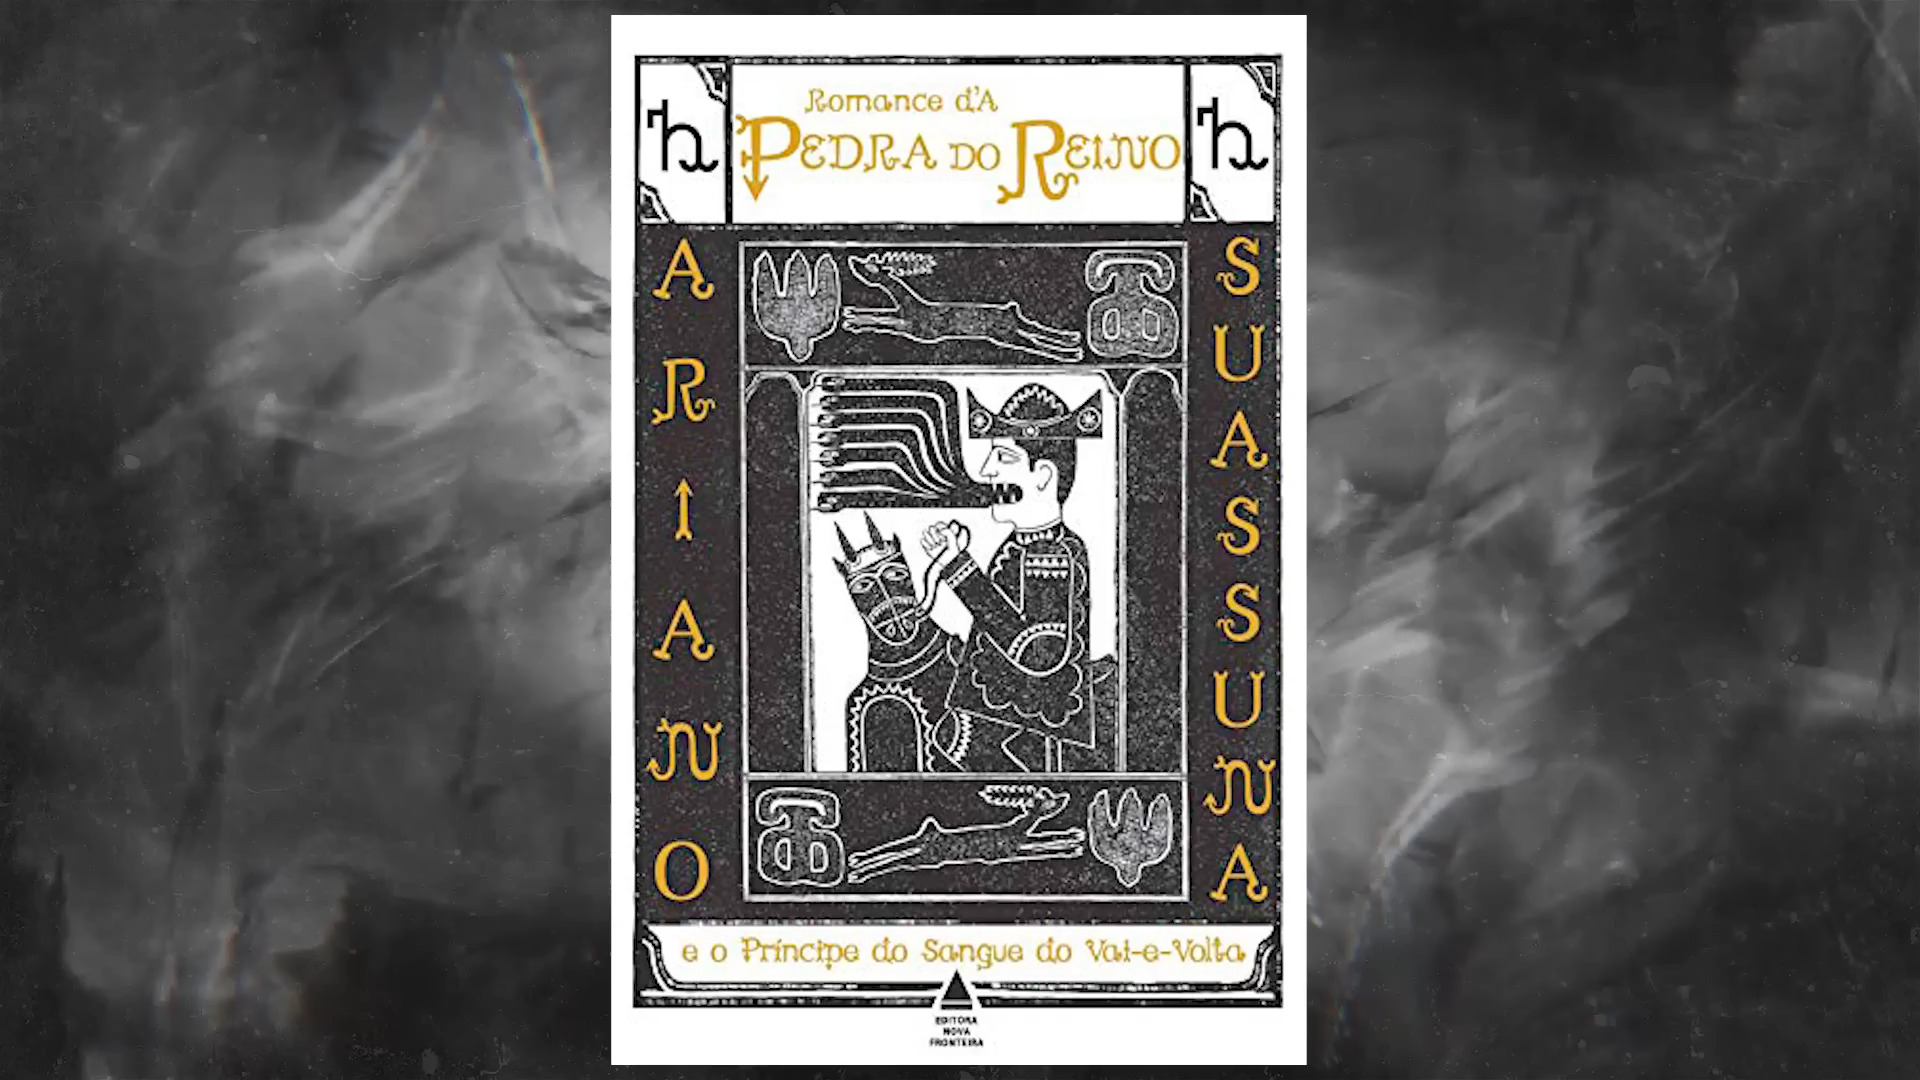 Romance d'A
PEDRA DO REINO
ARIANO
SUASSUNA
e o Príncipe do Sangue do Vai-e-Volta
EDITORA
NOVA
FRONTEIRA